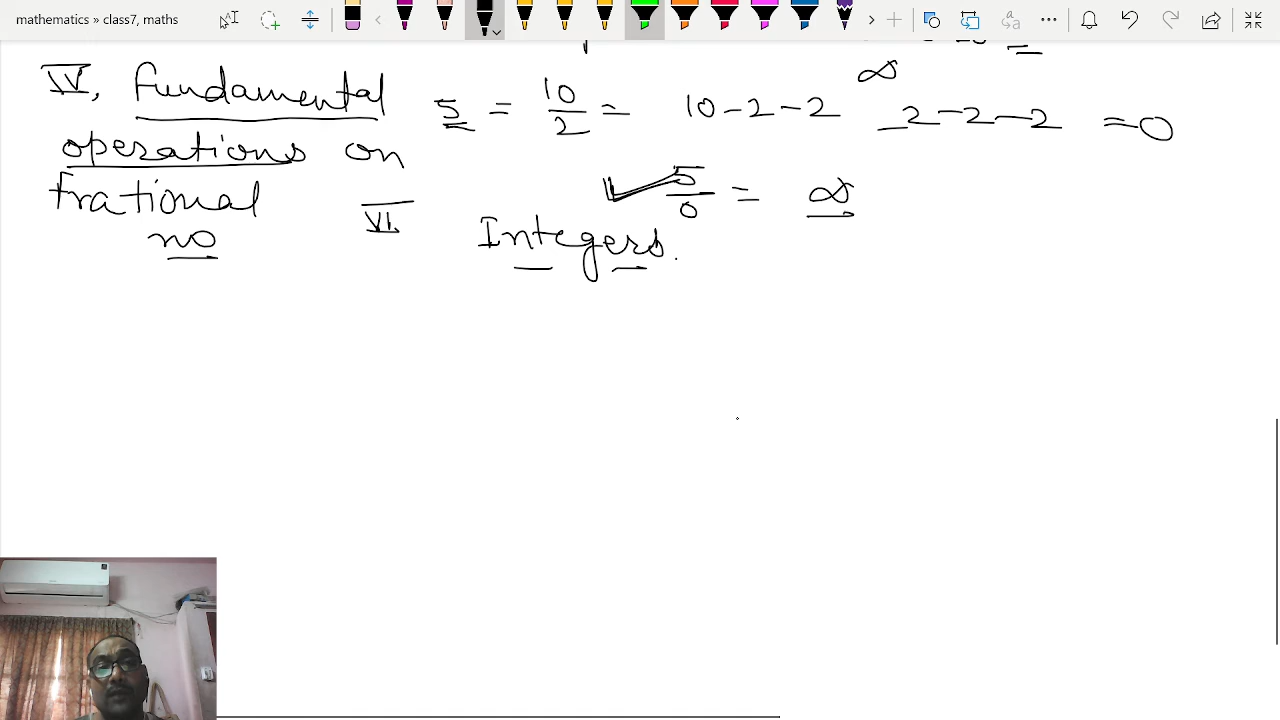 mathematics » class7, maths
∞
IV. fundamental
operations on
frational
no
5 = 10/2 = 10-2-2 -2-2-2 =0
5/0 = ∞
VI. Integers.